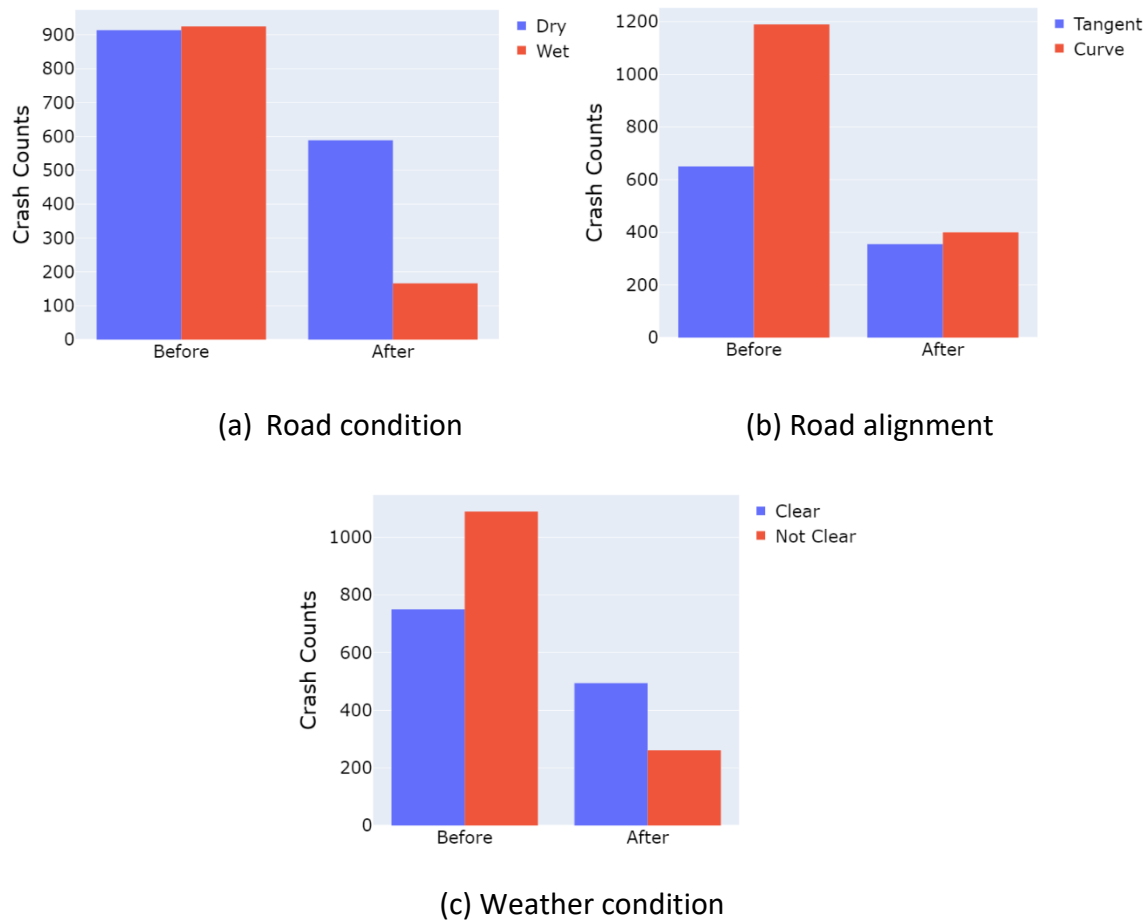 Crash Counts
900
800
700
600
500
400
300
200
100
0
Before
After
Dry
Wet
(a) Road condition
Crash Counts
1200
1000
800
600
400
200
0
Before
After
Tangent
Curve
(b) Road alignment
Crash Counts
1000
800
600
400
200
0
Before
After
Clear
Not Clear
(c) Weather condition